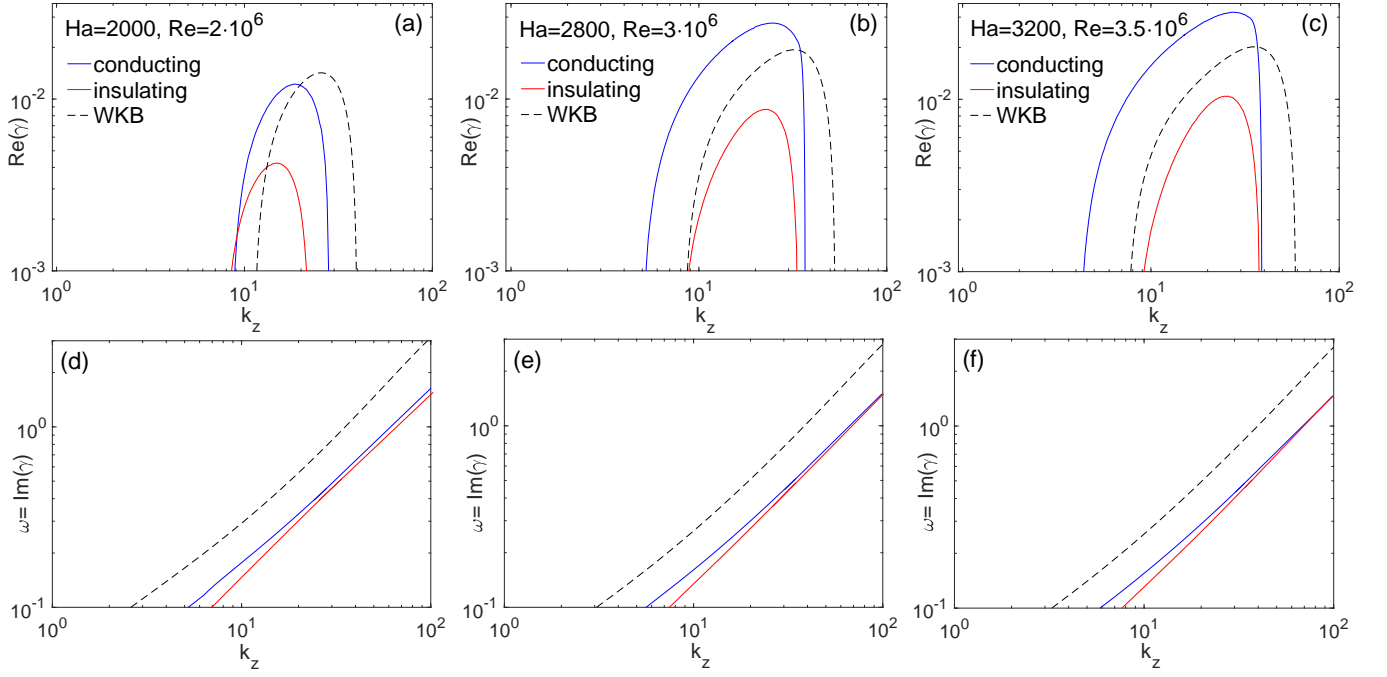 Ha=2000, Re=2·10^6
(a)
conducting
insulating
WKB
Re(γ)
10^-2
10^-3
10^0
10^1
10^2
k_z
Ha=2800, Re=3·10^6
(b)
conducting
insulating
WKB
Re(γ)
10^-2
10^-3
10^0
10^1
10^2
k_z
Ha=3200, Re=3.5·10^6
(c)
conducting
insulating
WKB
Re(γ)
10^-2
10^-3
10^0
10^1
10^2
k_z
(d)
ω= Im(γ)
10^0
10^-1
10^0
10^1
10^2
k_z
(e)
ω= Im(γ)
10^0
10^-1
10^0
10^1
10^2
k_z
(f)
ω= Im(γ)
10^0
10^-1
10^0
10^1
10^2
k_z